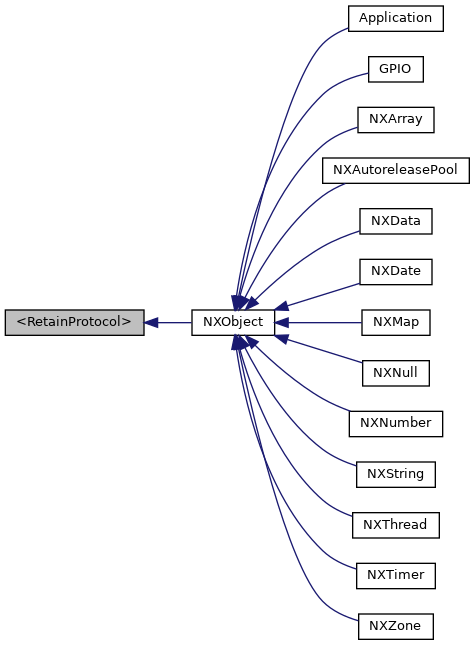 <RetainProtocol>
NXObject
Application
GPIO
NXArray
NXAutoreleasePool
NXData
NXDate
NXMap
NXNull
NXNumber
NXString
NXThread
NXTimer
NXZone